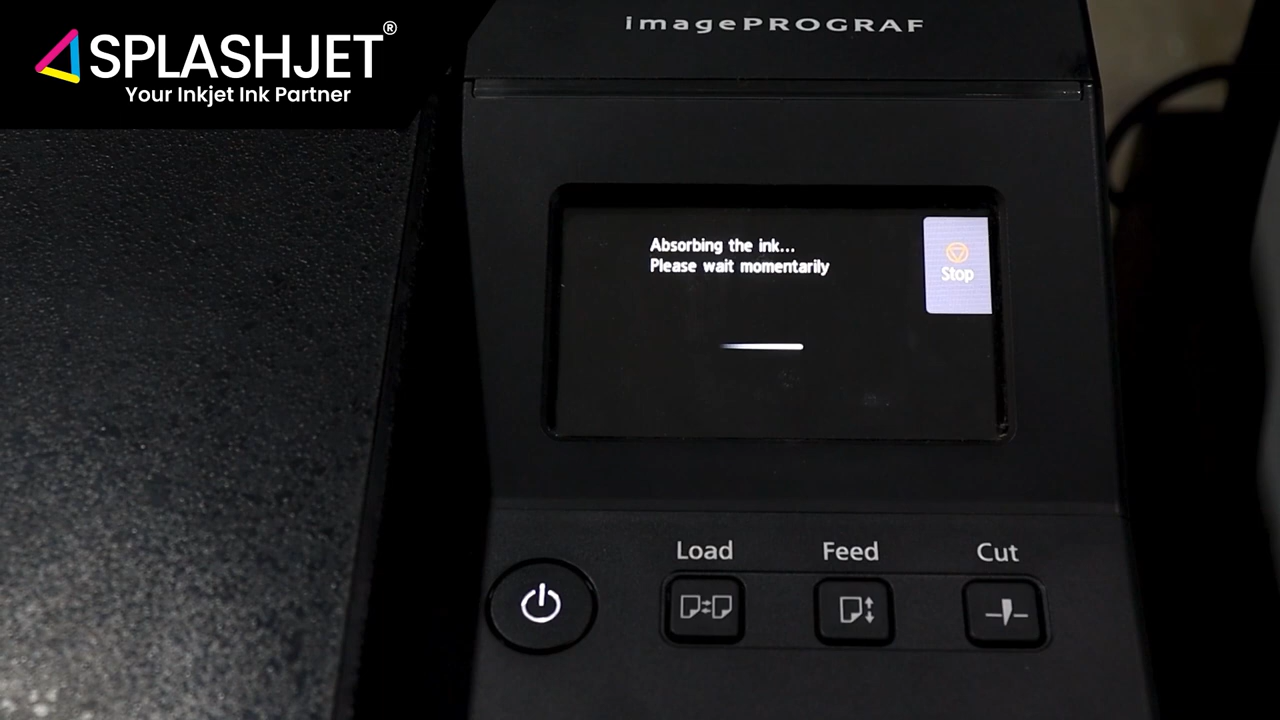 SPLASHJET®
Your Inkjet Ink Partner
imagePROGRAF
Absorbing the ink...
Please wait momentarily
Stop
Load
Feed
Cut